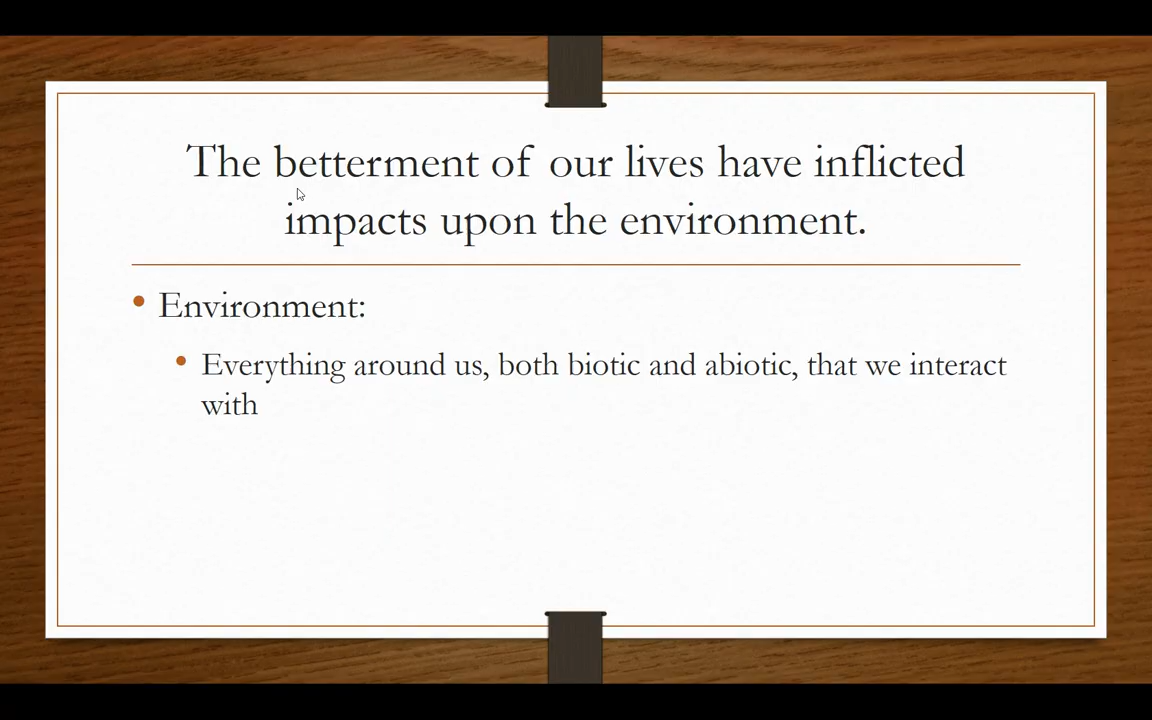 The betterment of our lives have inflicted
impacts upon the environment.
• Environment:
• Everything around us, both biotic and abiotic, that we interact
with